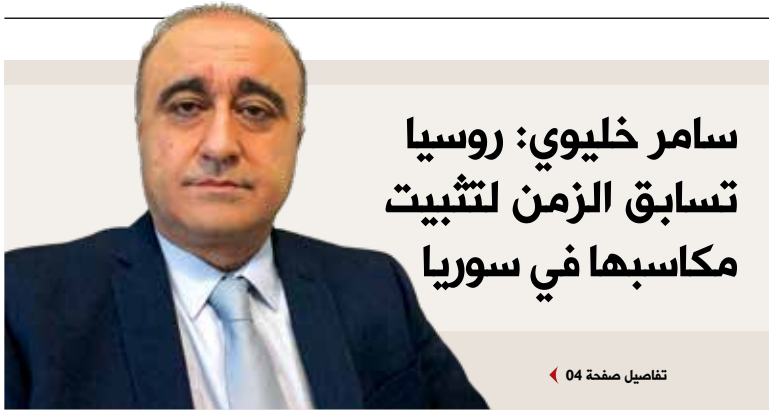 سامر خليوي: روسيا
تسابق الزمن لتثبيت
مكاسبها في سوريا
تفاصيل صفحة 04